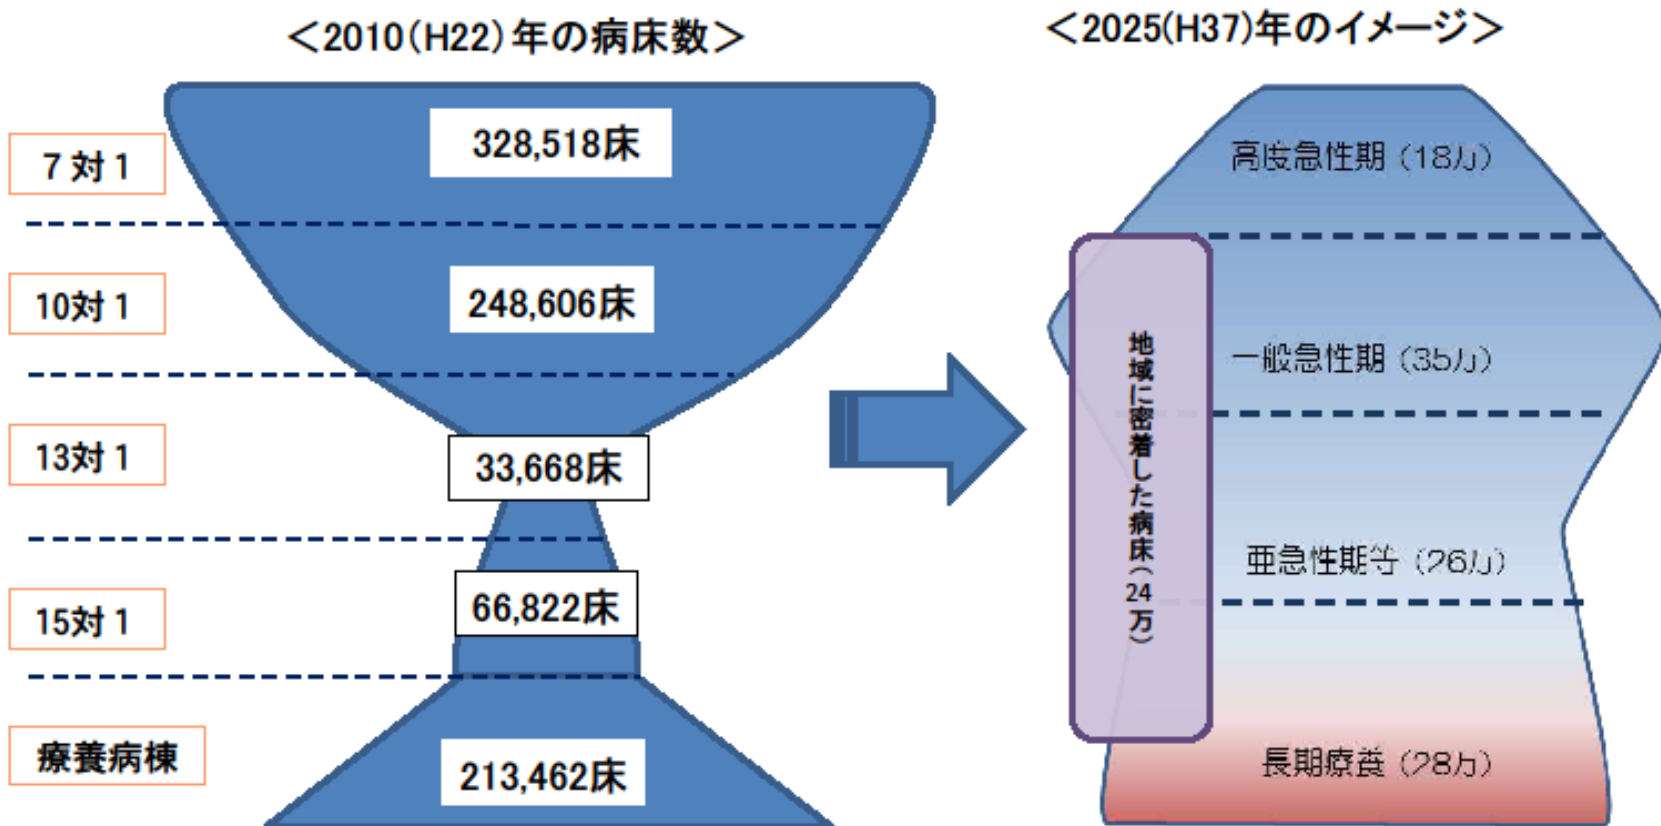 <2010(H22)年の病床数>
7対1
328,518床
10対1
248,606床
13対1
33,668床
15対1
66,822床
療養病棟
213,462床
<2025(H37)年のイメージ>
高度急性期(18万)
一般急性期(35万)
亜急性期等(26万)
長期療養(28万)
地域に密着した病床(24万)